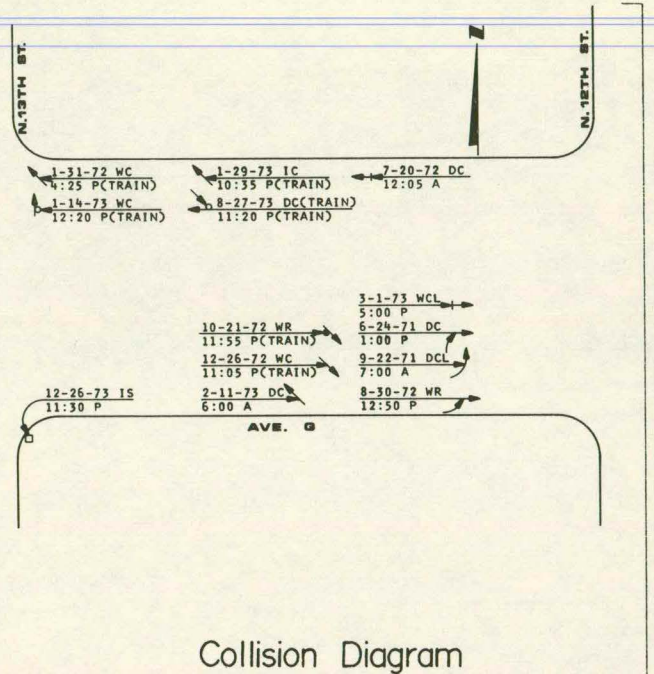 N.13TH ST.
N.12TH ST.
1-31-72 WC
4:25 P(TRAIN)
1-29-73 IC
10:35 P(TRAIN)
7-20-72 DC
12:05 A
1-14-73 WC
12:20 P(TRAIN)
8-27-73 DC(TRAIN)
11:20 P(TRAIN)
3-1-73 WCL
5:00 P
10-21-72 WR
11:55 P(TRAIN)
6-24-71 DC
1:00 P
12-26-72 WC
11:05 P(TRAIN)
9-22-71 DCL
7:00 A
12-26-73 IS
11:30 P
2-11-73 DC
6:00 A
8-30-72 WR
12:50 P
AVE. G
Collision Diagram